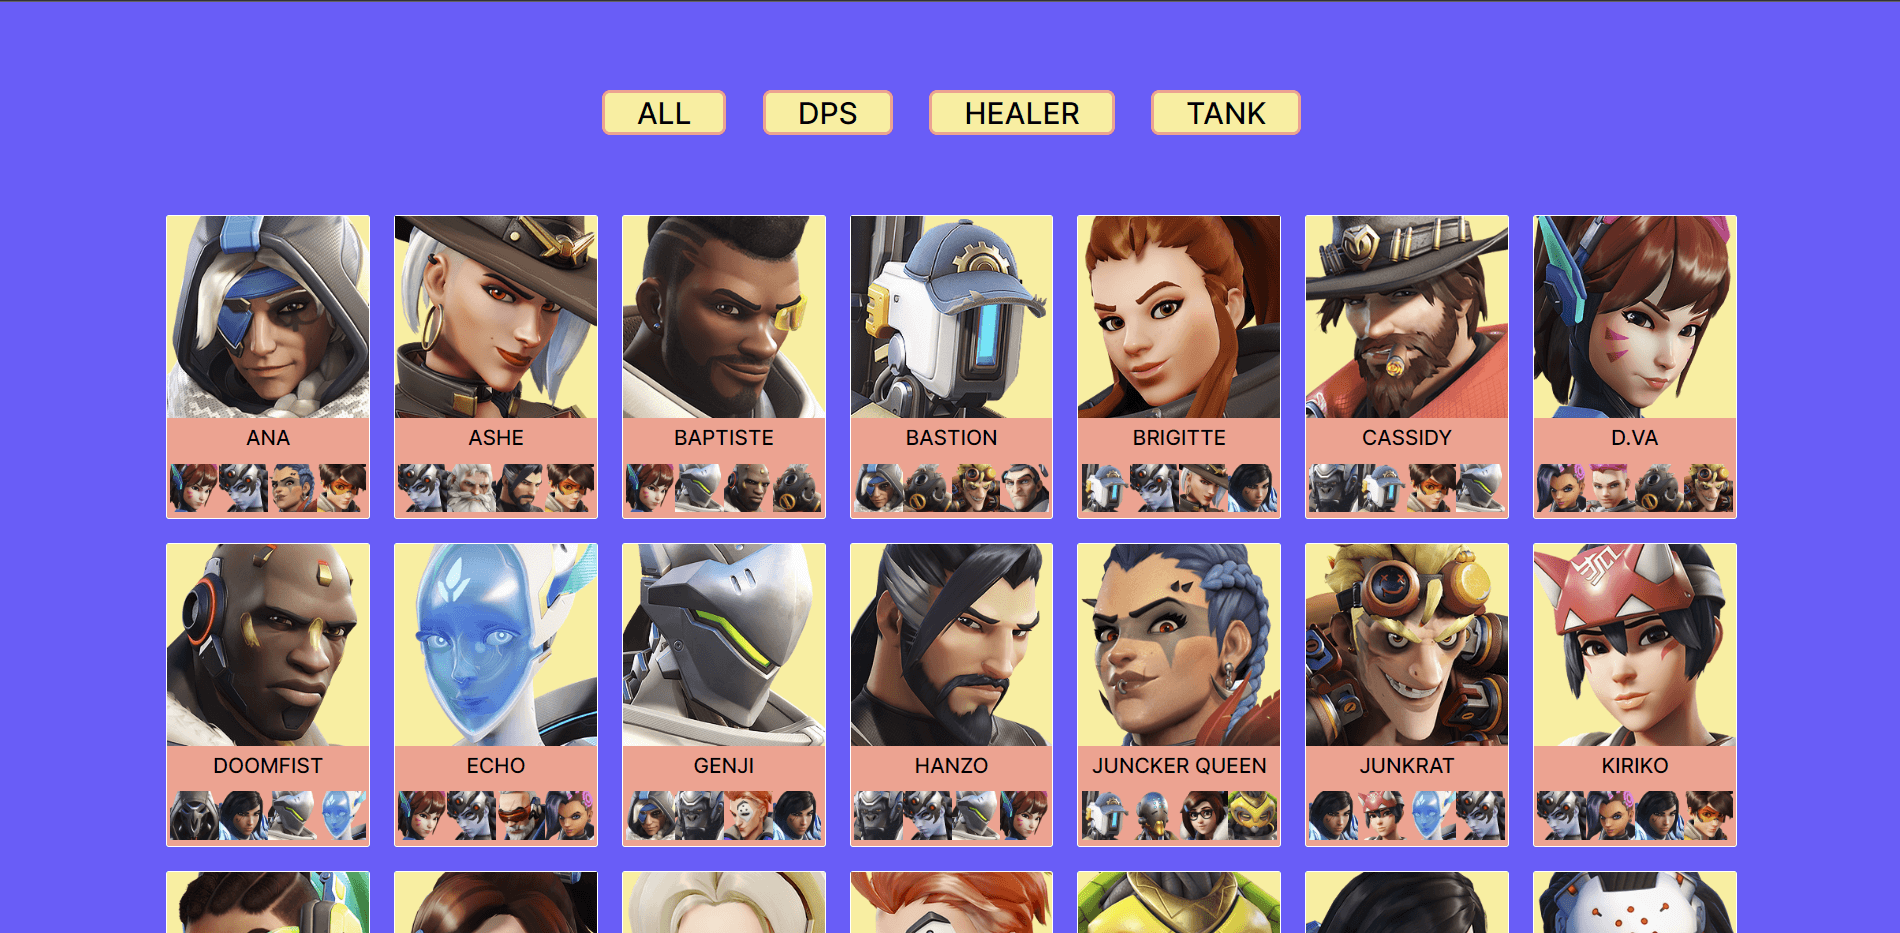 ALL
DPS
HEALER
TANK
ANA
ASHE
BAPTISTE
BASTION
BRIGITTE
CASSIDY
D.VA
DOOMFIST
ECHO
GENJI
HANZO
JUNCKER QUEEN
JUNKRAT
KIRIKO